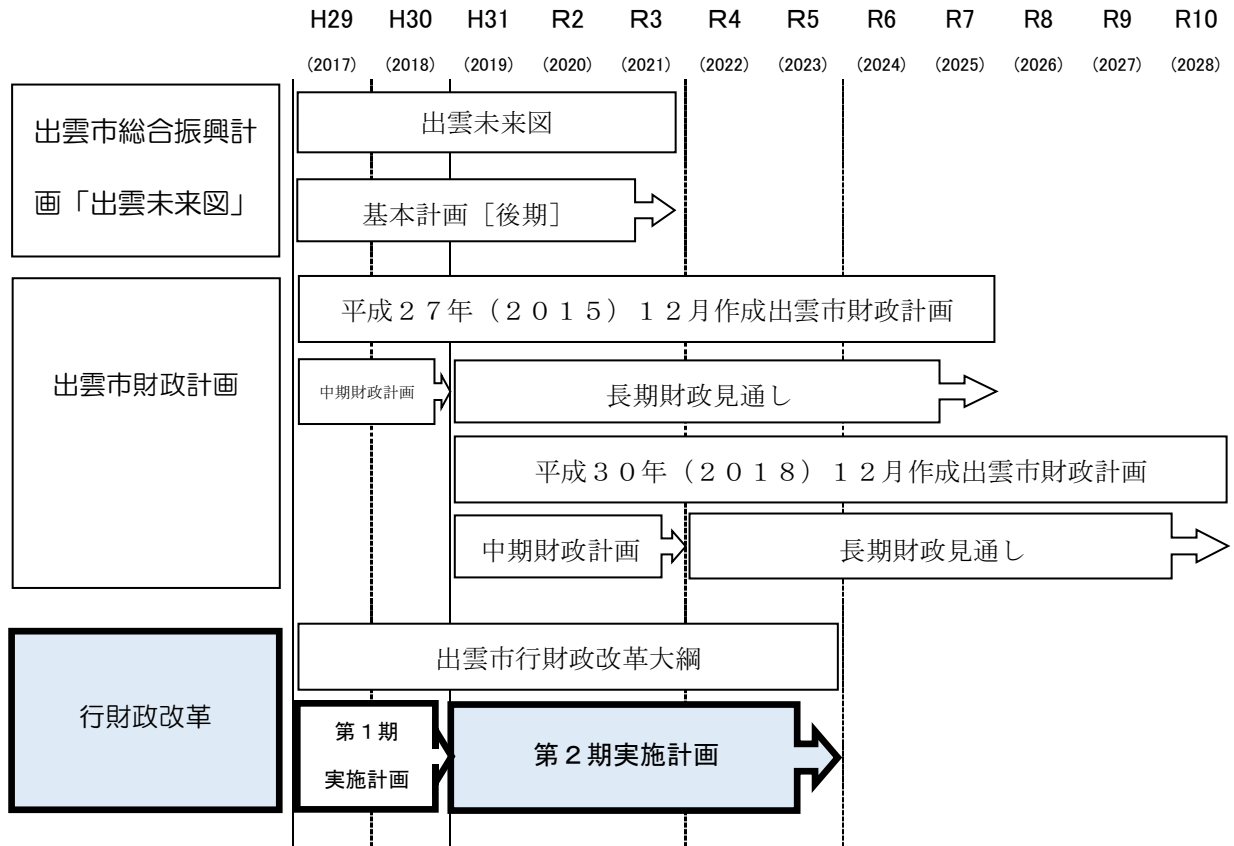 H29 H30 H31 R2 R3 R4 R5 R6 R7 R8 R9 R10
(2017) (2018) (2019) (2020) (2021) (2022) (2023) (2024) (2025) (2026) (2027) (2028)
出雲市総合振興計
画「出雲未来図」
出雲未来図
基本計画［後期］
出雲市財政計画
平成２７年（２０１５）１２月作成出雲市財政計画
中期財政計画
長期財政見通し
平成３０年（２０１８）１２月作成出雲市財政計画
中期財政計画
長期財政見通し
行財政改革
出雲市行財政改革大綱
第１期
実施計画
第２期実施計画